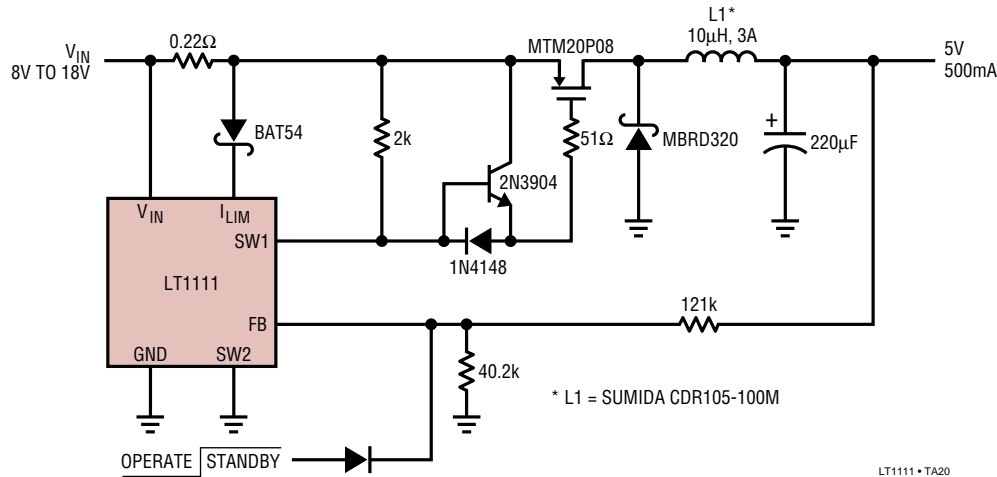 L1*
10μH, 3A
VIN
8V TO 18V
0.22Ω
MTM20P08
5V
500mA
BAT54
2k
51Ω
MBRD320
+
220μF
2N3904
VIN
ILIM
SW1
1N4148
LT1111
121k
FB
GND
SW2
40.2k
* L1 = SUMIDA CDR105-100M
OPERATE STANDBY
LT1111 • TA20